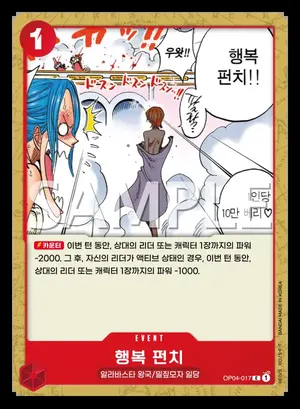 1
우왓!!
행복
펀치!!
1인당
10만 베리♡
SAMPLE
카운터 이번 턴 동안, 상대의 리더 또는 캐릭터 1장까지의 파워
-2000. 그 후, 자신의 리더가 액티브 상태인 경우, 이번 턴 동안,
상대의 리더 또는 캐릭터 1장까지의 파워 -1000.
EVENT
행복 펀치
알라바스타 왕국/밀짚모자 일당
OP04-017 C 1